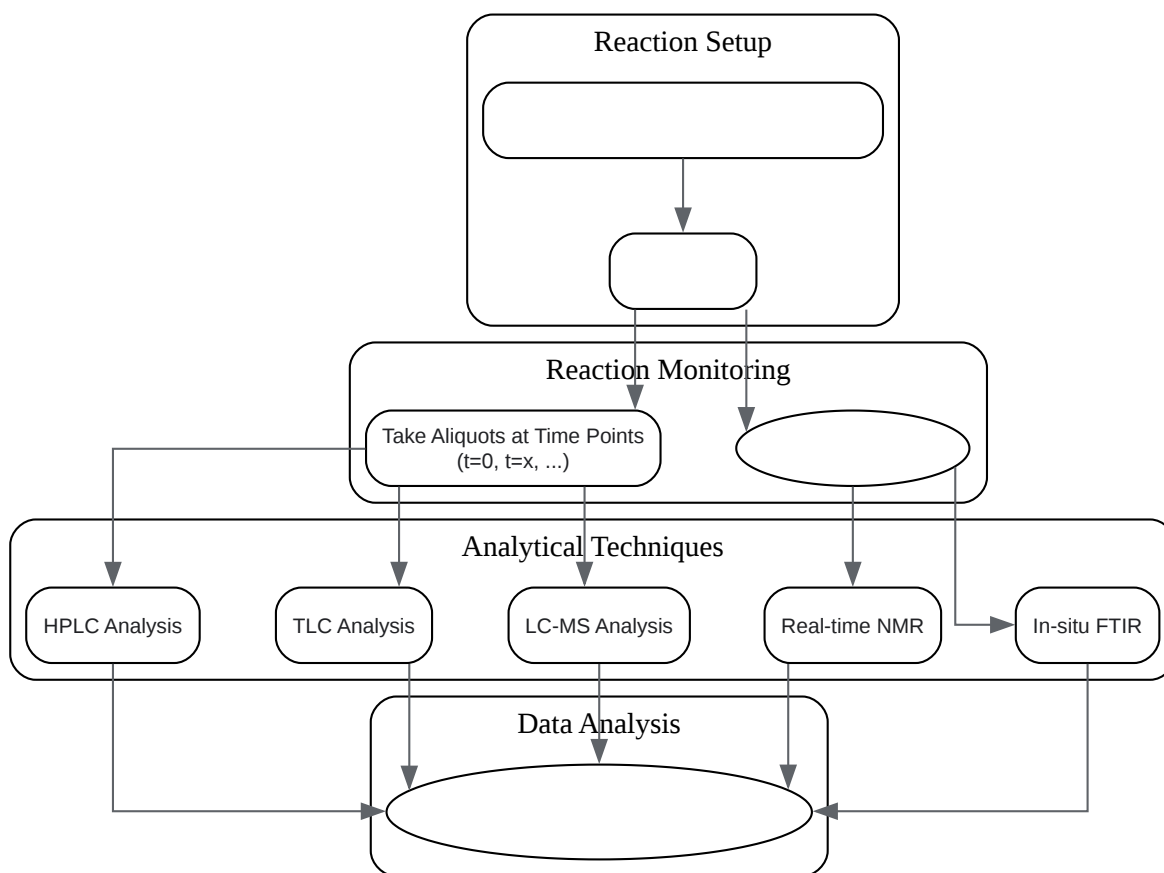 Reaction Setup
Reaction Monitoring
Take Aliquots at Time Points
(t=0, t=x, ...)
Analytical Techniques
HPLC Analysis
TLC Analysis
LC-MS Analysis
Real-time NMR
In-situ FTIR
Data Analysis